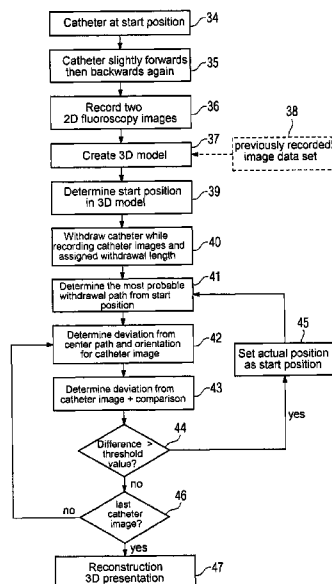 Catheter at start position
34
Catheter slightly forwards
then backwards again
35
Record two
2D fluoroscopy images
36
37
38
Create 3D model
previously recorded
image data set
Determine start position
in 3D model
39
Withdraw catheter while
recording catheter images and
assigned withdrawal length
40
41
Determine the most probable
withdrawal path from start
position
Determine deviation from
center path and orientation
for catheter image
42
45
Set actual position
as start position
Determine deviation from
catheter image + comparison
43
44
Difference >
threshold
value?
yes
no
46
last
catheter
image?
no
yes
Reconstruction
3D presentation
47